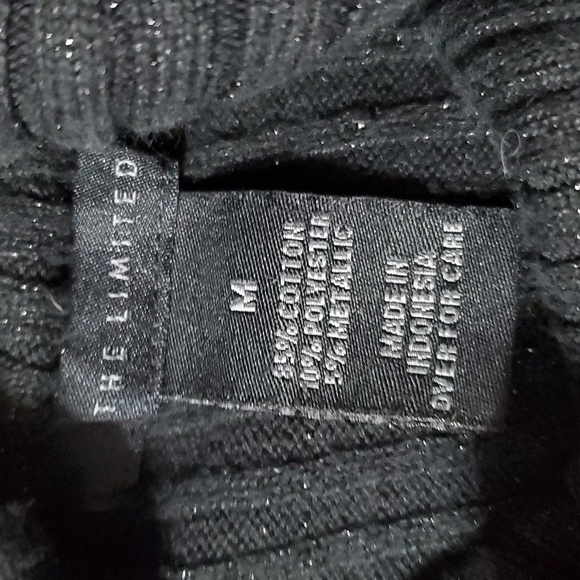 THE LIMITED
M
85% COTTON
10% POLYESTER
5% METALLIC
MADE IN
INDONESIA
OVER FOR CARE